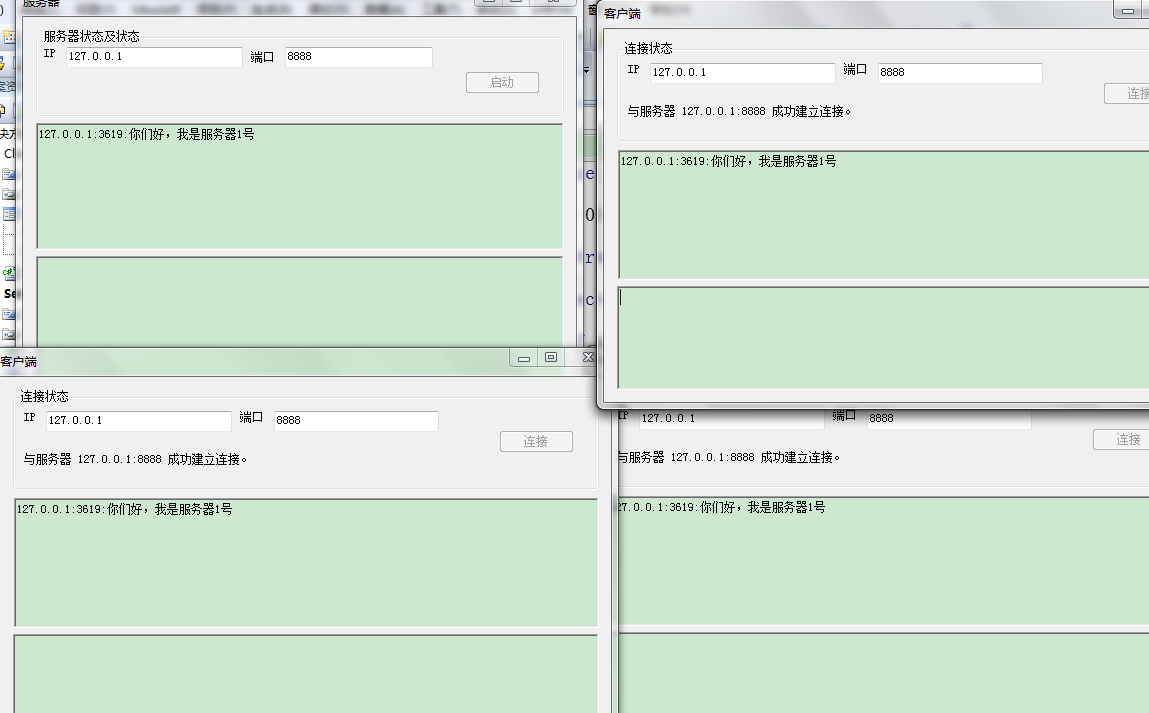 服务器
服务器状态及状态
IP 127.0.0.1 端口 8888
启动
127.0.0.1:3619:你们好，我是服务器1号
客户端
连接状态
IP 127.0.0.1 端口 8888
连接
与服务器 127.0.0.1:8888 成功建立连接。
127.0.0.1:3619:你们好，我是服务器1号
客户端
连接状态
IP 127.0.0.1 端口 8888
连接
与服务器 127.0.0.1:8888 成功建立连接。
127.0.0.1:3619:你们好，我是服务器1号
IP 127.0.0.1 端口 8888
连接
与服务器 127.0.0.1:8888 成功建立连接。
27.0.0.1:3619:你们好，我是服务器1号